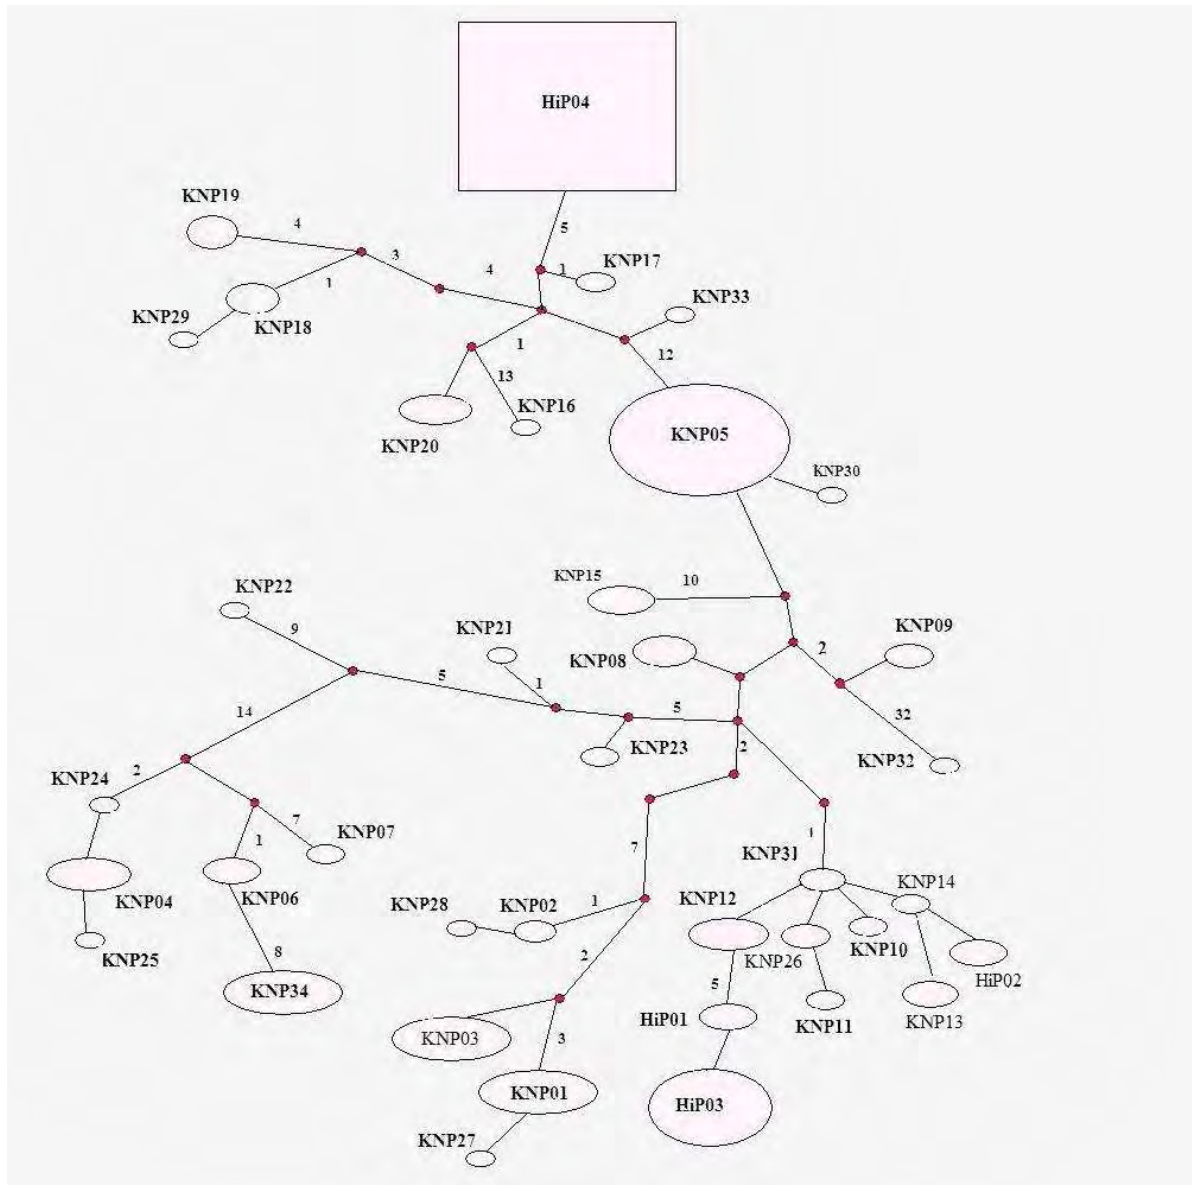 HiP04
KNP19
4
5
3
4
1
KNP17
1
KNP33
KNP29
KNP18
1
12
13
KNP16
KNP20
KNP05
KNP30
KNP22
KNP15
10
9
KNP21
KNP09
KNP08
2
5
1
14
5
32
KNP23
2
KNP32
KNP24
2
7
KNP07
1
1
7
KNP31
KNP14
KNP04
KNP06
KNP28
KNP02
1
KNP12
KNP10
KNP25
8
2
KNP26
HiP02
5
KNP34
HiP01
KNP11
KNP13
KNP03
3
KNP01
HiP03
KNP27